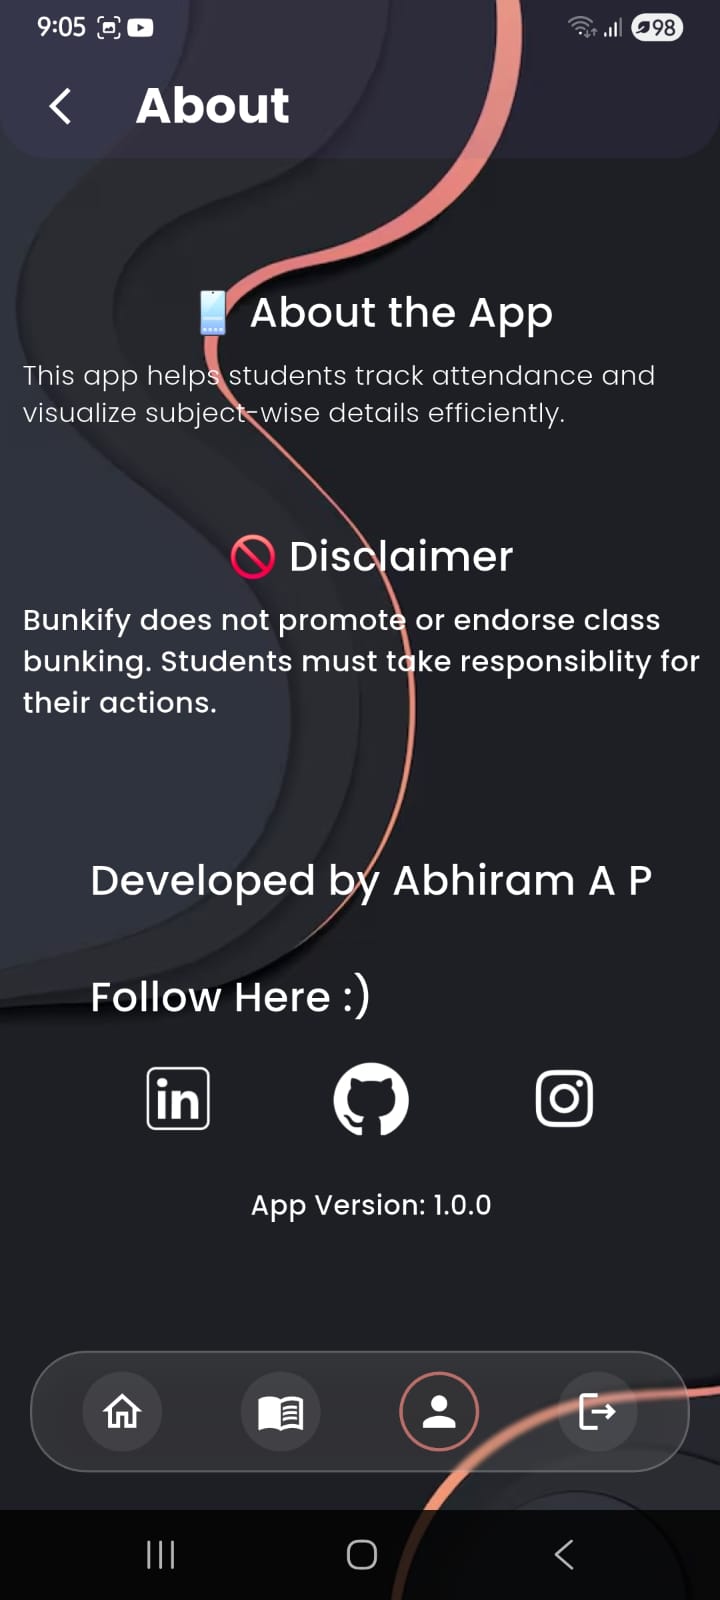 9:05
98
About
About the App
This app helps students track attendance and
visualize subject-wise details efficiently.
Disclaimer
Bunkify does not promote or endorse class
bunking. Students must take responsiblity for
their actions.
Developed by Abhiram A P
Follow Here :)
in
App Version: 1.0.0